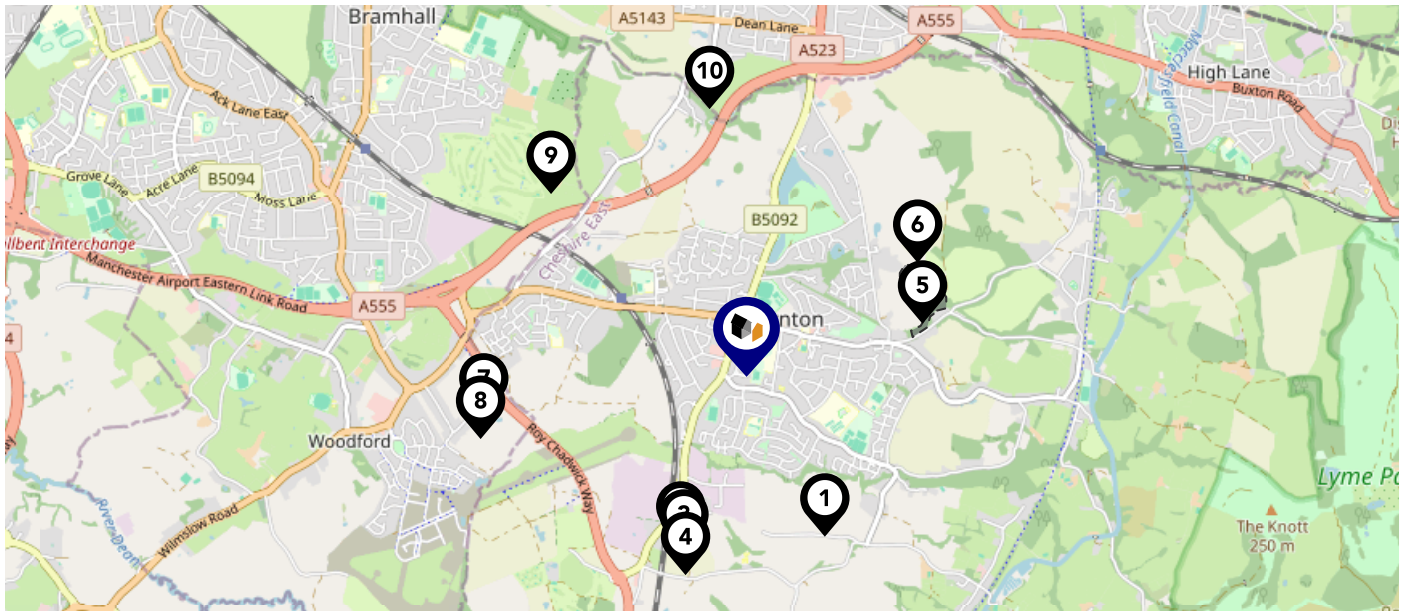 Bramhall
A5143
Dean Lane
A555
A523
10
High Lane
Buxton Road
Macclesfield Canal
Ack Lane East
9
Grove Lane
Acre Lane
B5094
Moss Lane
B5092
6
Cheshire East
Manchester Airport Eastern Link Road
A555
5
nton
4
7
8
Woodford
Roy Chadwick Way
1
3
4
Lyme Pa
The Knott
250 m
River Dean
Wilmslow Road